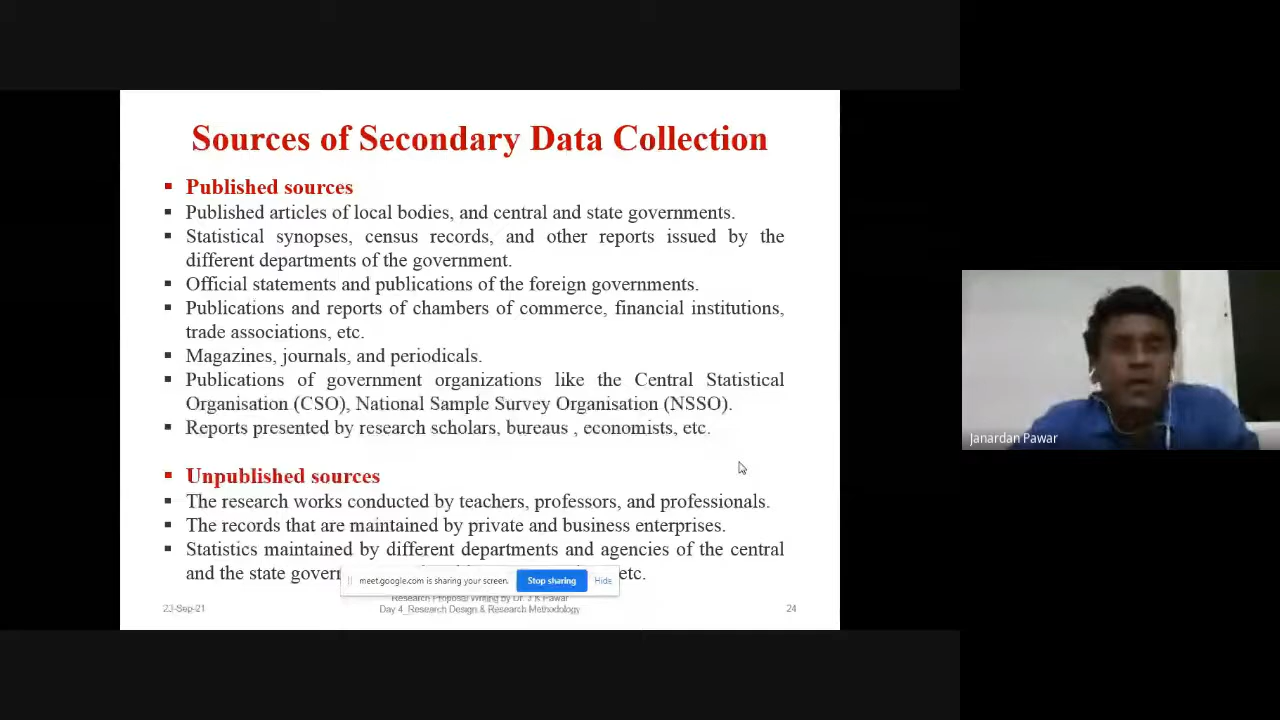 Sources of Secondary Data Collection
▪ Published sources
▪ Published articles of local bodies, and central and state governments.
▪ Statistical synopses, census records, and other reports issued by the
different departments of the government.
▪ Official statements and publications of the foreign governments.
▪ Publications and reports of chambers of commerce, financial institutions,
trade associations, etc.
▪ Magazines, journals, and periodicals.
▪ Publications of government organizations like the Central Statistical
Organisation (CSO), National Sample Survey Organisation (NSSO).
▪ Reports presented by research scholars, bureaus , economists, etc.
▪ Unpublished sources
▪ The research works conducted by teachers, professors, and professionals.
▪ The records that are maintained by private and business enterprises.
▪ Statistics maintained by different departments and agencies of the central
and the state govern etc.
meet.google.com is sharing your screen. Stop sharing Hide
Research Proposal Writing by Dr. J K Pawar
23-Sep-21 Day 4_Research Design & Research Methodology 24
Janardan Pawar